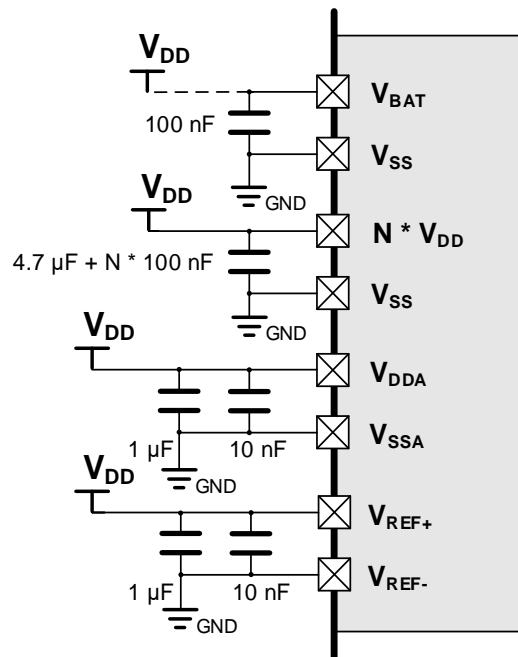 VDD
VBAT
100 nF
VSS
GND
VDD
N * VDD
4.7 µF + N * 100 nF
VSS
GND
VDD
VDDA
VSSA
1 µF
10 nF
GND
VDD
VREF+
VREF-
1 µF
10 nF
GND